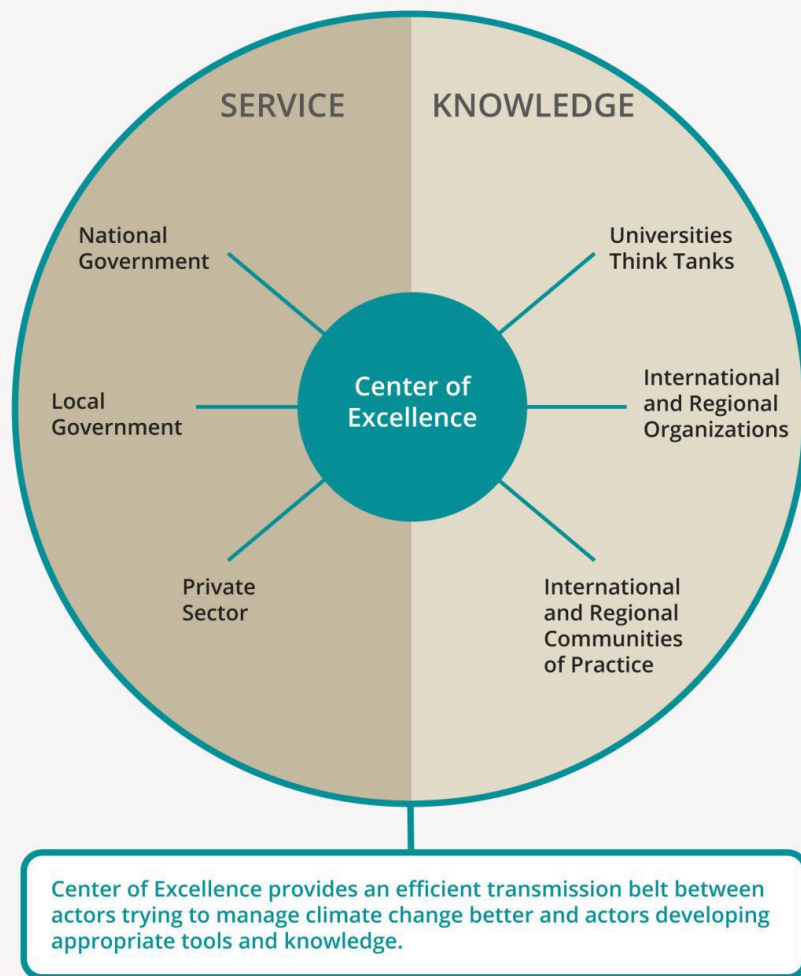 SERVICE
KNOWLEDGE
National
Government
Local
Government
Private
Sector
Center of
Excellence
Universities
Think Tanks
International
and Regional
Organizations
International
and Regional
Communities
of Practice
Center of Excellence provides an efficient transmission belt between
actors trying to manage climate change better and actors developing
appropriate tools and knowledge.